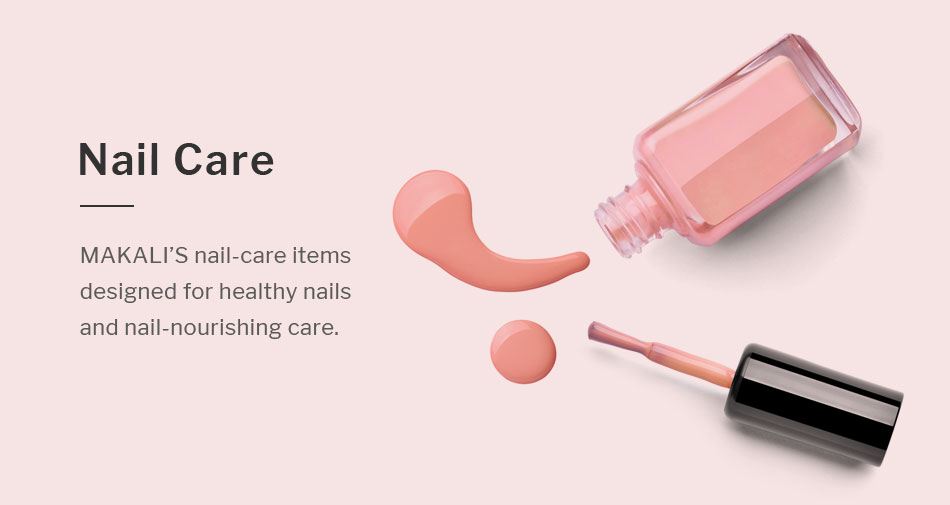 Nail Care
MAKALI’S nail-care items
designed for healthy nails
and nail-nourishing care.